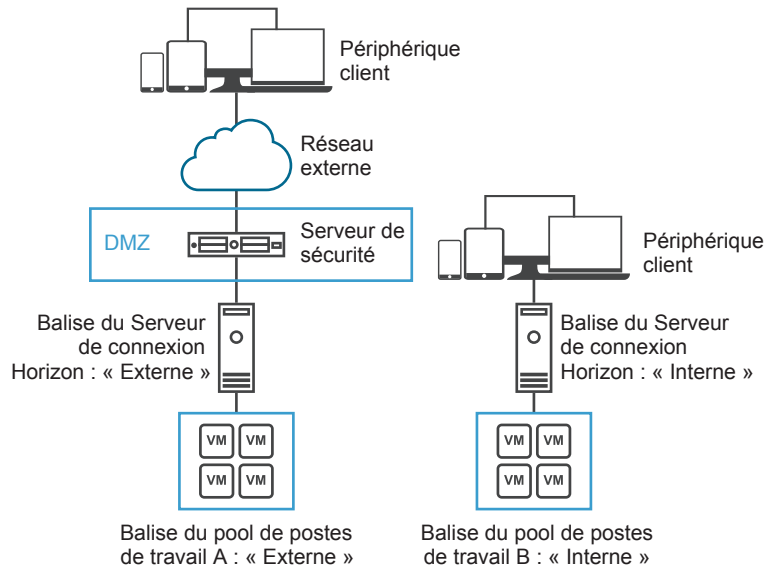 Périphérique
client
Réseau
externe
DMZ
Serveur de
sécurité
Périphérique
client
Balise du Serveur
de connexion
Horizon : « Externe »
Balise du Serveur
de connexion
Horizon : « Interne »
VM VM
VM VM
VM VM
VM VM
Balise du pool de postes
de travail A : « Externe »
Balise du pool de postes
de travail B : « Interne »